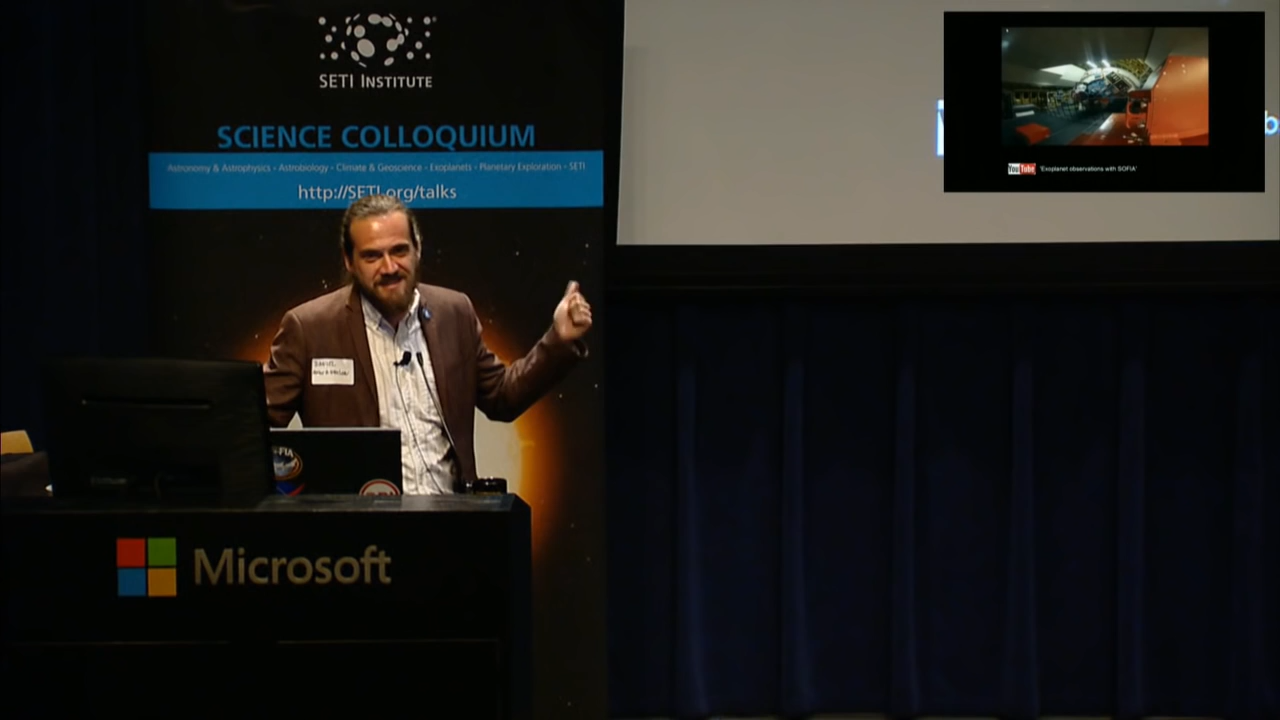 SETI INSTITUTE
SCIENCE COLLOQUIUM
Astronomy & Astrophysics - Astrobiology - Climate & Geoscience - Exoplanets - Planetary Exploration - SETI
http://SETI.org/talks
YouTube "Exoplanet observations with SOFIA"
Microsoft